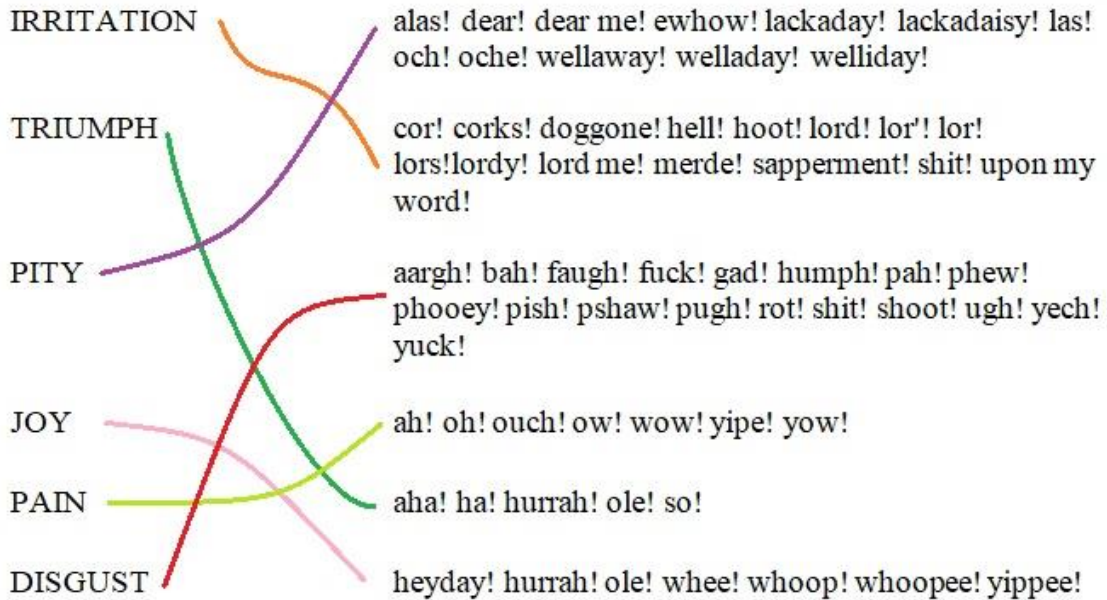 IRRITATION
alas! dear! dear me! ewhow! lackaday! lackadaisy! las!
och! oche! wellaway! welladay! welliday!
TRIUMPH
cor! corks! doggone! hell! hoot! lord! lor'! lor!
lors!lordy! lord me! merde! sapperment! shit! upon my
word!
PITY
aargh! bah! faugh! fuck! gad! humph! pah! phew!
phooey! pish! pshaw! pugh! rot! shit! shoot! ugh! yech!
yuck!
JOY
ah! oh! ouch! ow! wow! yipe! yow!
PAIN
aha! ha! hurrah! ole! so!
DISGUST
heyday! hurrah! ole! whee! whoop! whoopee! yippee!